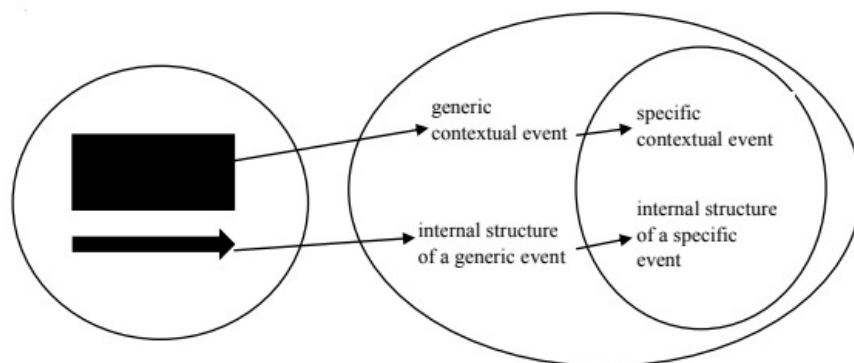 generic
contextual event
specific
contextual event
internal structure
of a generic event
internal structure
of a specific
event